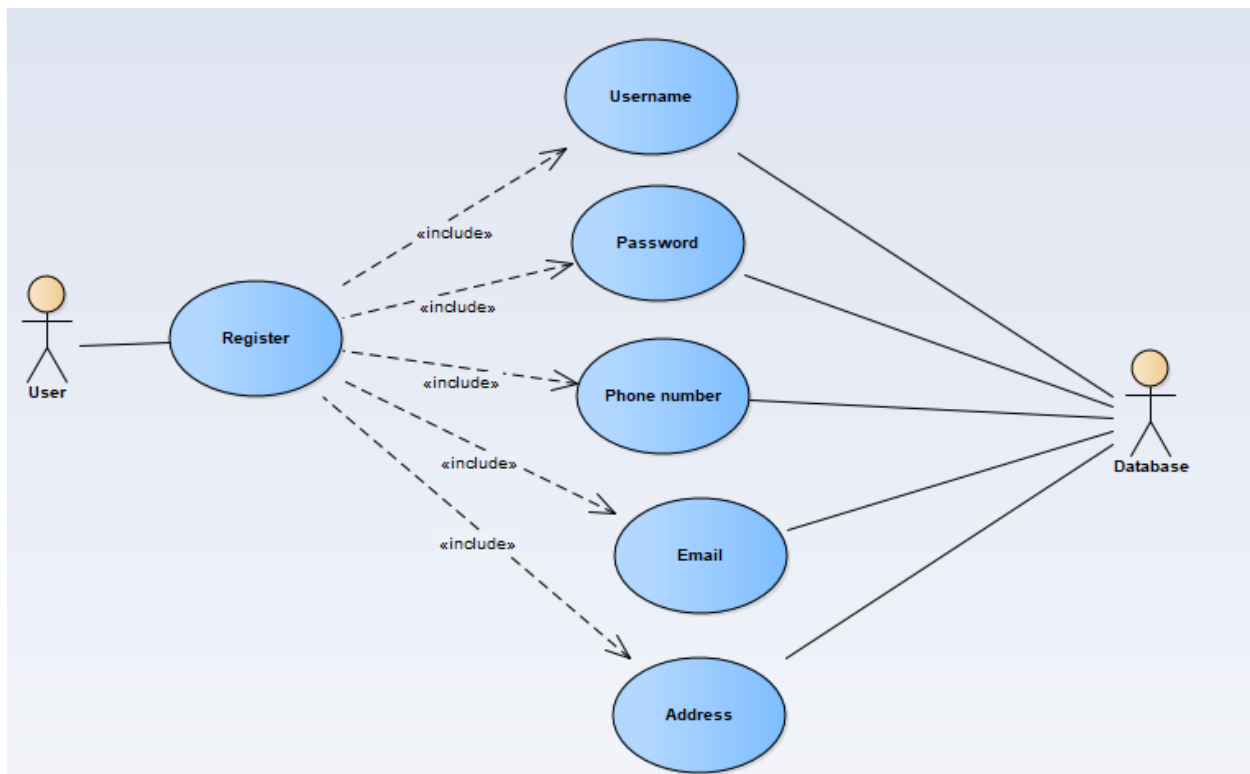 Username
«include»
Password
«include»
User
Register
«include»
Phone number
Database
«include»
Email
«include»
Address